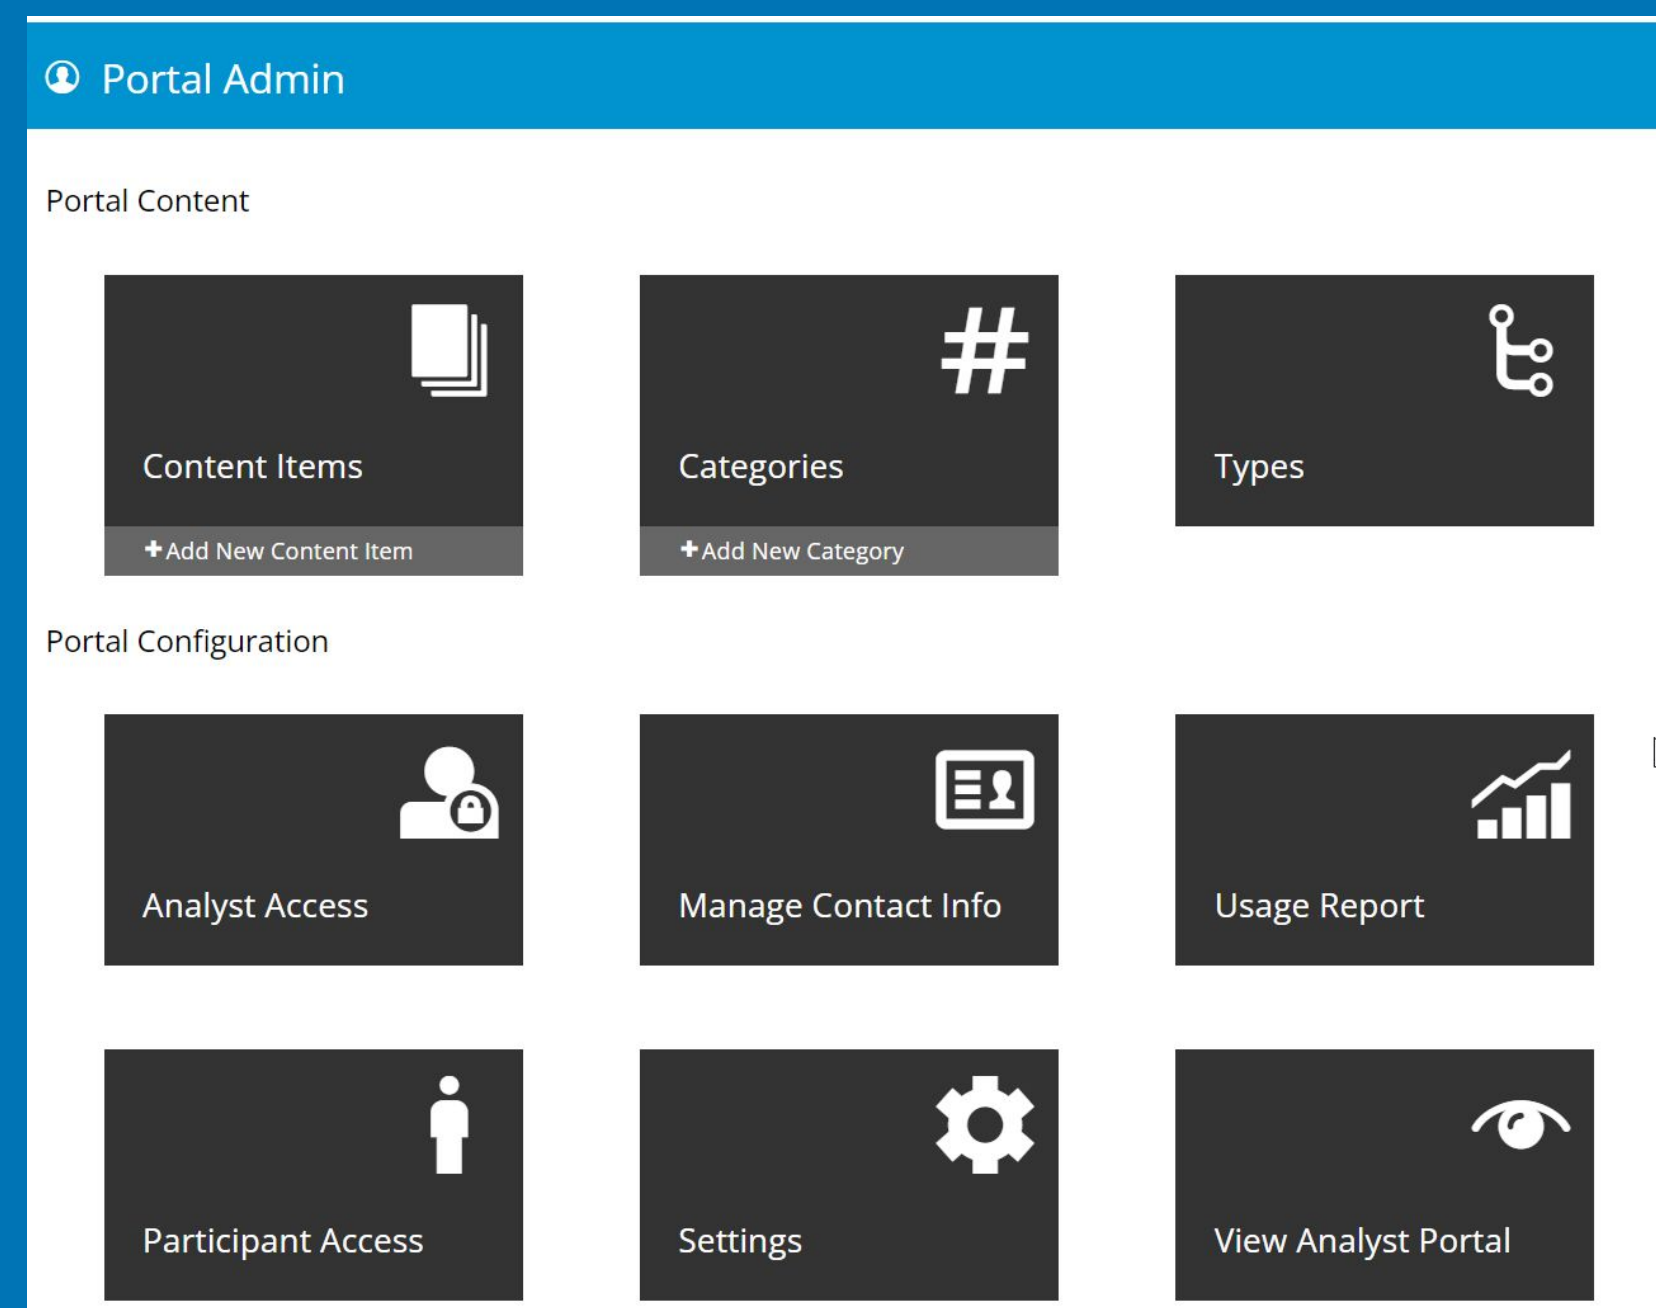 Portal Admin
Portal Content
Content Items
Categories
Types
Add New Content Item
Add New Category
Portal Configuration
Analyst Access
Manage Contact Info
Usage Report
Participant Access
Settings
View Analyst Portal